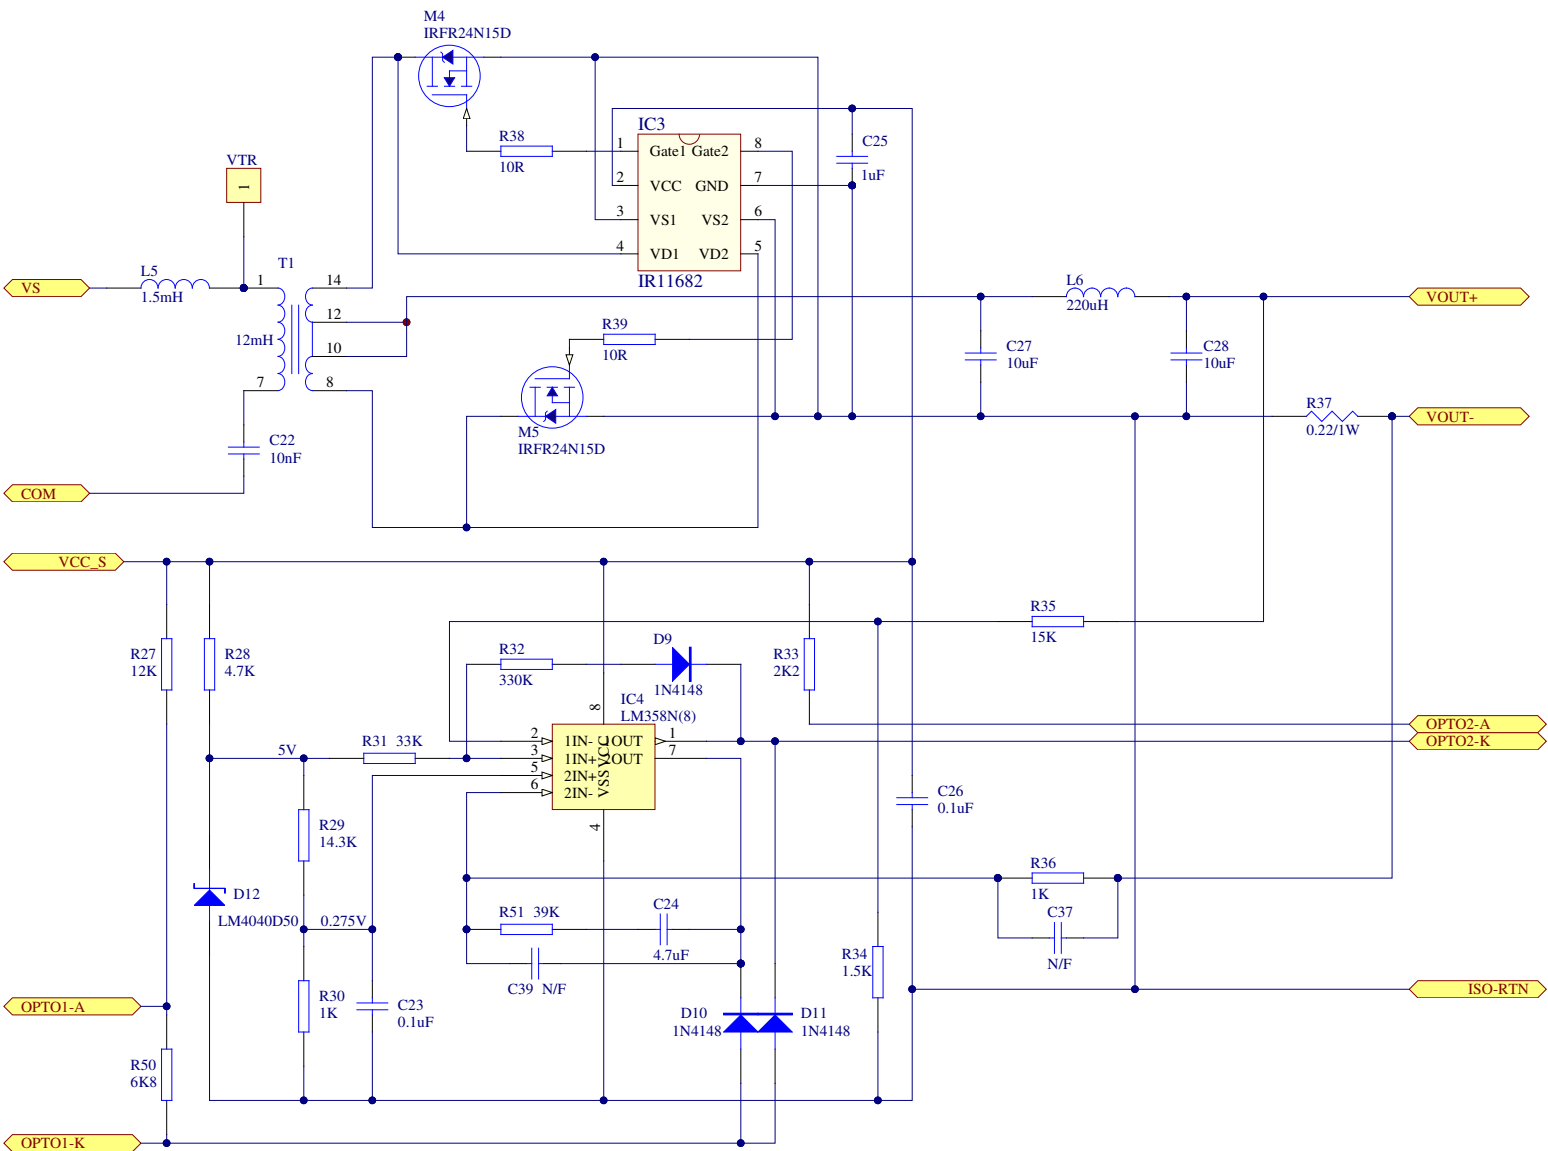 M4
IRFR24N15D
IC3
R38
10R
1
2
3
4
Gate1 Gate2
VCC GND
VS1 VS2
VD1 VD2
8
7
6
5
IR11682
C25
1uF
VTR
1
VS
L5
1.5mH
T1
1
7
12mH
14
12
10
8
R39
10R
L6
220uH
VOUT+
C27
10uF
C28
10uF
M5
IRFR24N15D
R37
0.22/1W
VOUT-
C22
10nF
COM
VCC_S
R27
12K
R28
4.7K
R32
330K
D9
1N4148
R33
2K2
R35
15K
IC4
LM358N(8)
8
2
3
5
6
1IN-
1IN+
2IN+
2IN-
1OUT
2OUT
VCC
VSS
1
7
4
OPTO2-A
OPTO2-K
5V
R31 33K
R29
14.3K
C26
0.1uF
D12
LM4040D50
0.275V
R51 39K
C24
4.7uF
C39 N/F
R36
1K
C37
N/F
R34
1.5K
OPTO1-A
R30
1K
C23
0.1uF
D10
1N4148
D11
1N4148
ISO-RTN
R50
6K8
OPTO1-K